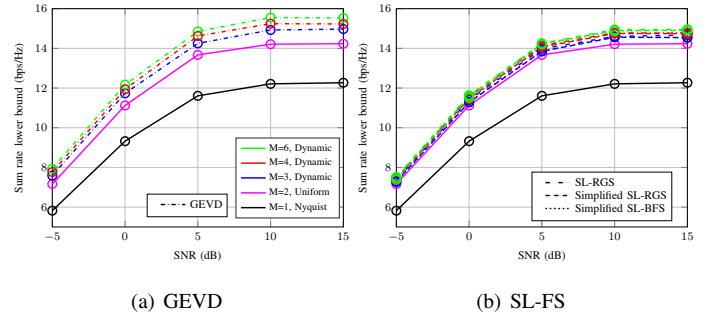 16
14
12
10
8
6
−5
0
5
10
15
Sum rate lower bound (bps/Hz)
SNR (dB)
GEVD
M=6, Dynamic
M=4, Dynamic
M=3, Dynamic
M=2, Uniform
M=1, Nyquist
(a) GEVD
16
14
12
10
8
6
−5
0
5
10
15
Sum rate lower bound (bps/Hz)
SNR (dB)
SL-RGS
Simplified SL-RGS
Simplified SL-BFS
(b) SL-FS